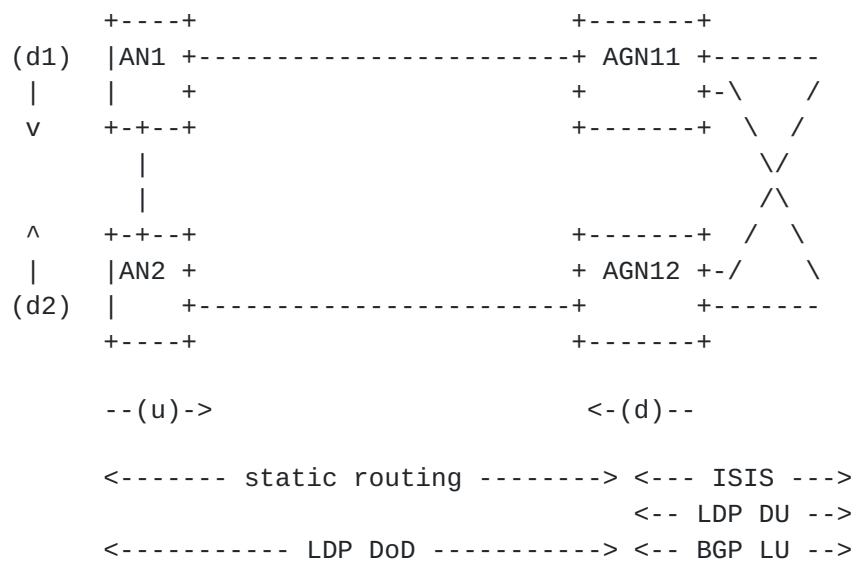 +----+ +-------+
(d1) |AN1 +------------------------+ AGN11 +-------
| | + + +-\ /
v +-+--+ +-------+ \ /
| \/
| /\
^ +-+--+ +-------+ / \
| |AN2 + + AGN12 +-/ \
(d2) | +------------------------+ +-------
+----+ +-------+
--(u)-> <-(d)--
<------- static routing --------> <--- ISIS --->
<-- LDP DU -->
<----------- LDP DoD -----------> <-- BGP LU -->